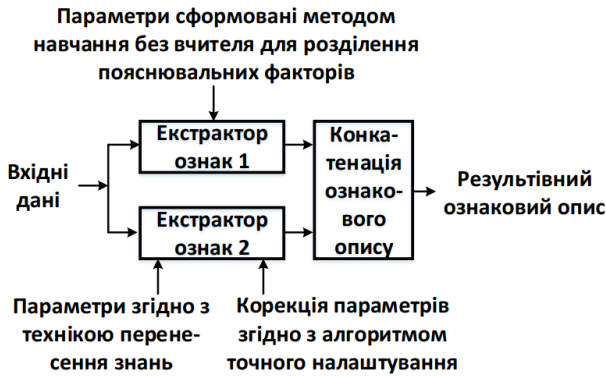 Параметри сформовані методом
навчання без вчителя для розділення
пояснювальних факторів
Вхідні
дані
Екстрактор
ознак 1
Екстрактор
ознак 2
Конка-
тенація
ознако-
вого
опису
Результівний
ознаковий опис
Параметри згідно з
технікою перене-
сення знань
Корекція параметрів
згідно з алгоритмом
точного налаштування